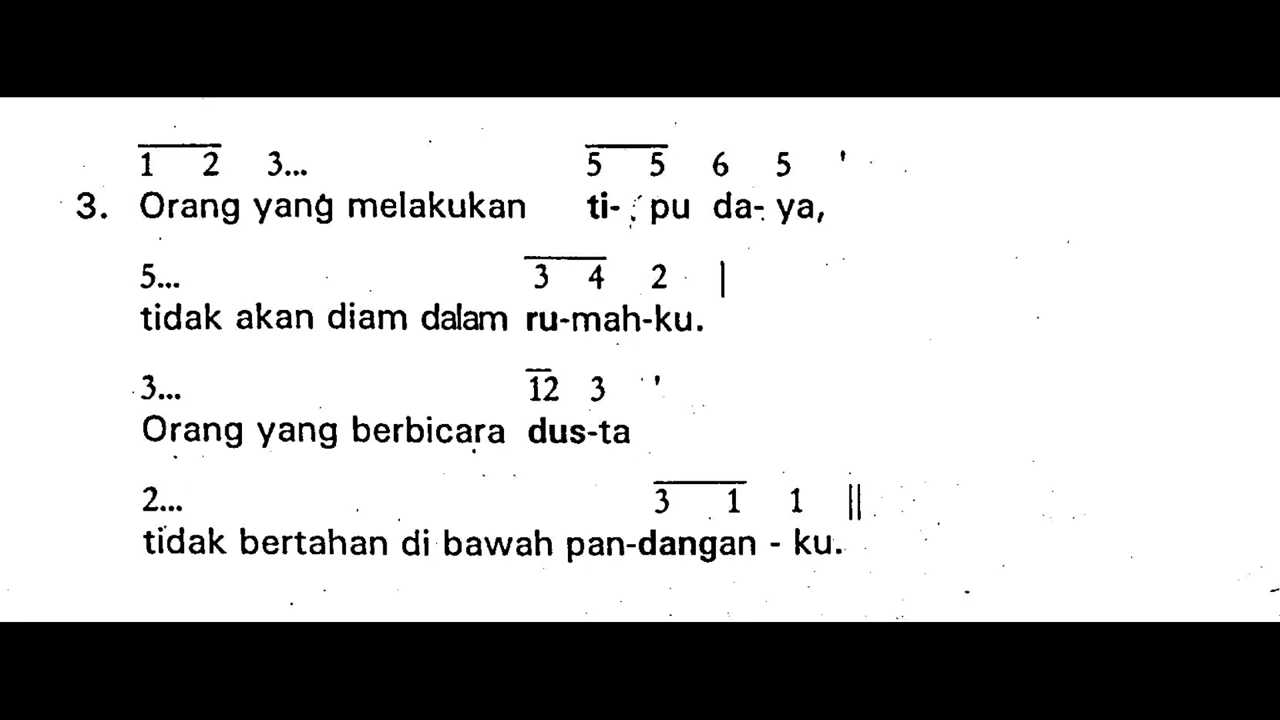 1 2 3... 5 5 6 5 '
3. Orang yang melakukan ti- pu da- ya,
5... 3 4 2 |
tidak akan diam dalam ru-mah-ku.
3... 12 3 '
Orang yang berbicara dus-ta
2... 3 1 1 ||
tidak bertahan di bawah pan-dangan - ku.